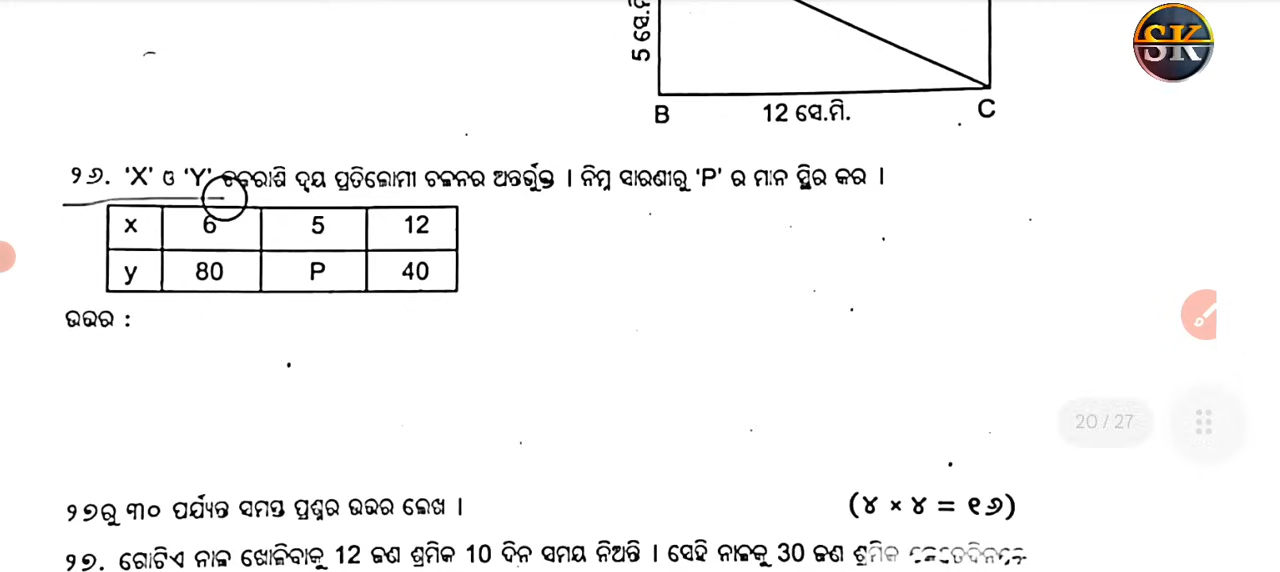 5 ସେ.ମି
SK
B 12 ସେ.ମି. C
୨୬. 'X' ଓ 'Y' ଚଳରାଶି ଦ୍ୱୟ ପ୍ରତିଲୋମୀ ଚଳନର ଅନ୍ତର୍ଭୁକ୍ତ । ନିମ୍ନ ସାରଣୀରୁ 'P' ର ମାନ ସ୍ଥିର କର ।
x 6 5 12
y 80 P 40
ଉତ୍ତର :
20 / 27
୨୭ରୁ ୩୦ ପର୍ଯ୍ୟନ୍ତ ସମସ୍ତ ପ୍ରଶ୍ନର ଉତ୍ତର ଲେଖ । (୪ × ୪ = ୧୬)
୨୭. ଗୋଟିଏ ନାଳ ଖୋଳିବାକୁ 12 ଜଣ ଶ୍ରମିକ 10 ଦିନ ସମୟ ନିଅନ୍ତି । ସେହି ନାଳକୁ 30 ଜଣ ଶ୍ରମିକ